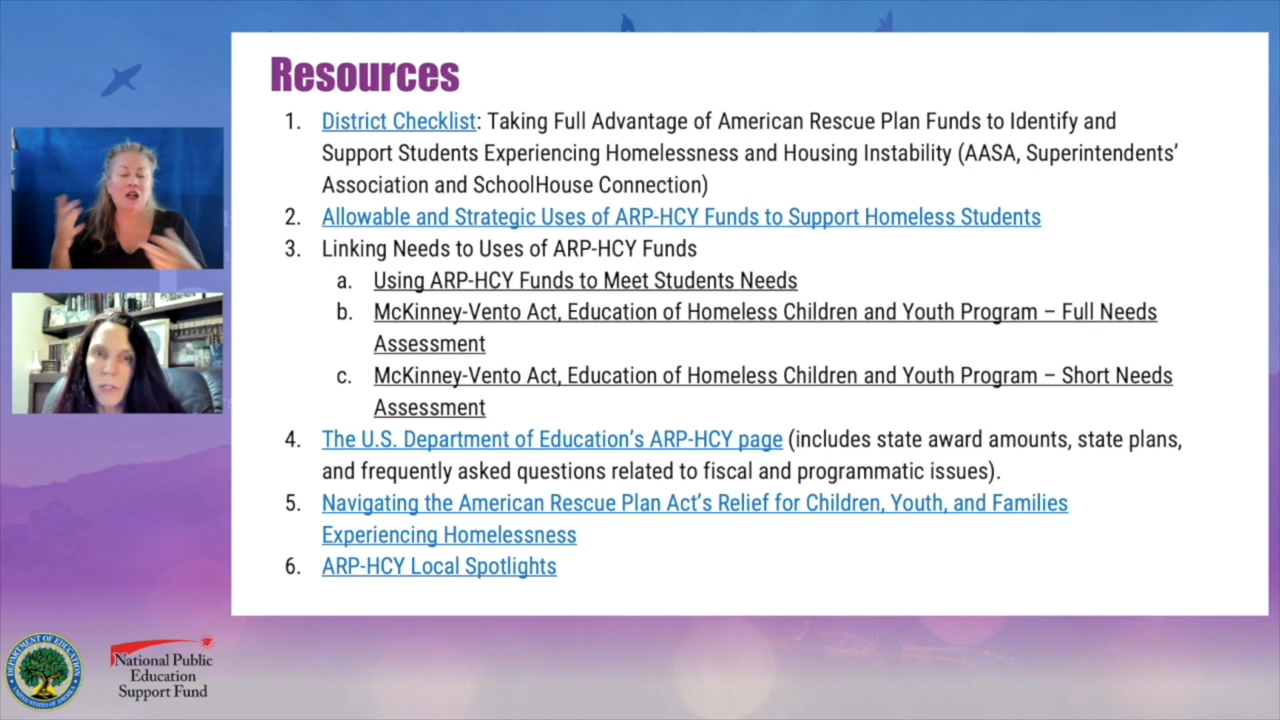 Resources
1. District Checklist: Taking Full Advantage of American Rescue Plan Funds to Identify and
Support Students Experiencing Homelessness and Housing Instability (AASA, Superintendents’
Association and SchoolHouse Connection)
2. Allowable and Strategic Uses of ARP-HCY Funds to Support Homeless Students
3. Linking Needs to Uses of ARP-HCY Funds
a. Using ARP-HCY Funds to Meet Students Needs
b. McKinney-Vento Act, Education of Homeless Children and Youth Program – Full Needs
Assessment
c. McKinney-Vento Act, Education of Homeless Children and Youth Program – Short Needs
Assessment
4. The U.S. Department of Education’s ARP-HCY page (includes state award amounts, state plans,
and frequently asked questions related to fiscal and programmatic issues).
5. Navigating the American Rescue Plan Act’s Relief for Children, Youth, and Families
Experiencing Homelessness
6. ARP-HCY Local Spotlights
DEPARTMENT OF EDUCATION
UNITED STATES OF AMERICA
National Public
Education
Support Fund